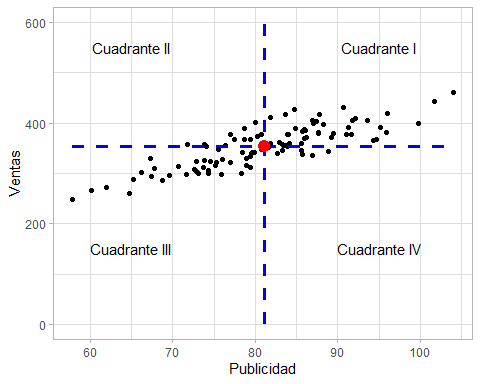 600
Cuadrante II
Cuadrante I
400
Ventas
200
Cuadrante III
Cuadrante IV
0
60
70
80
90
100
Publicidad